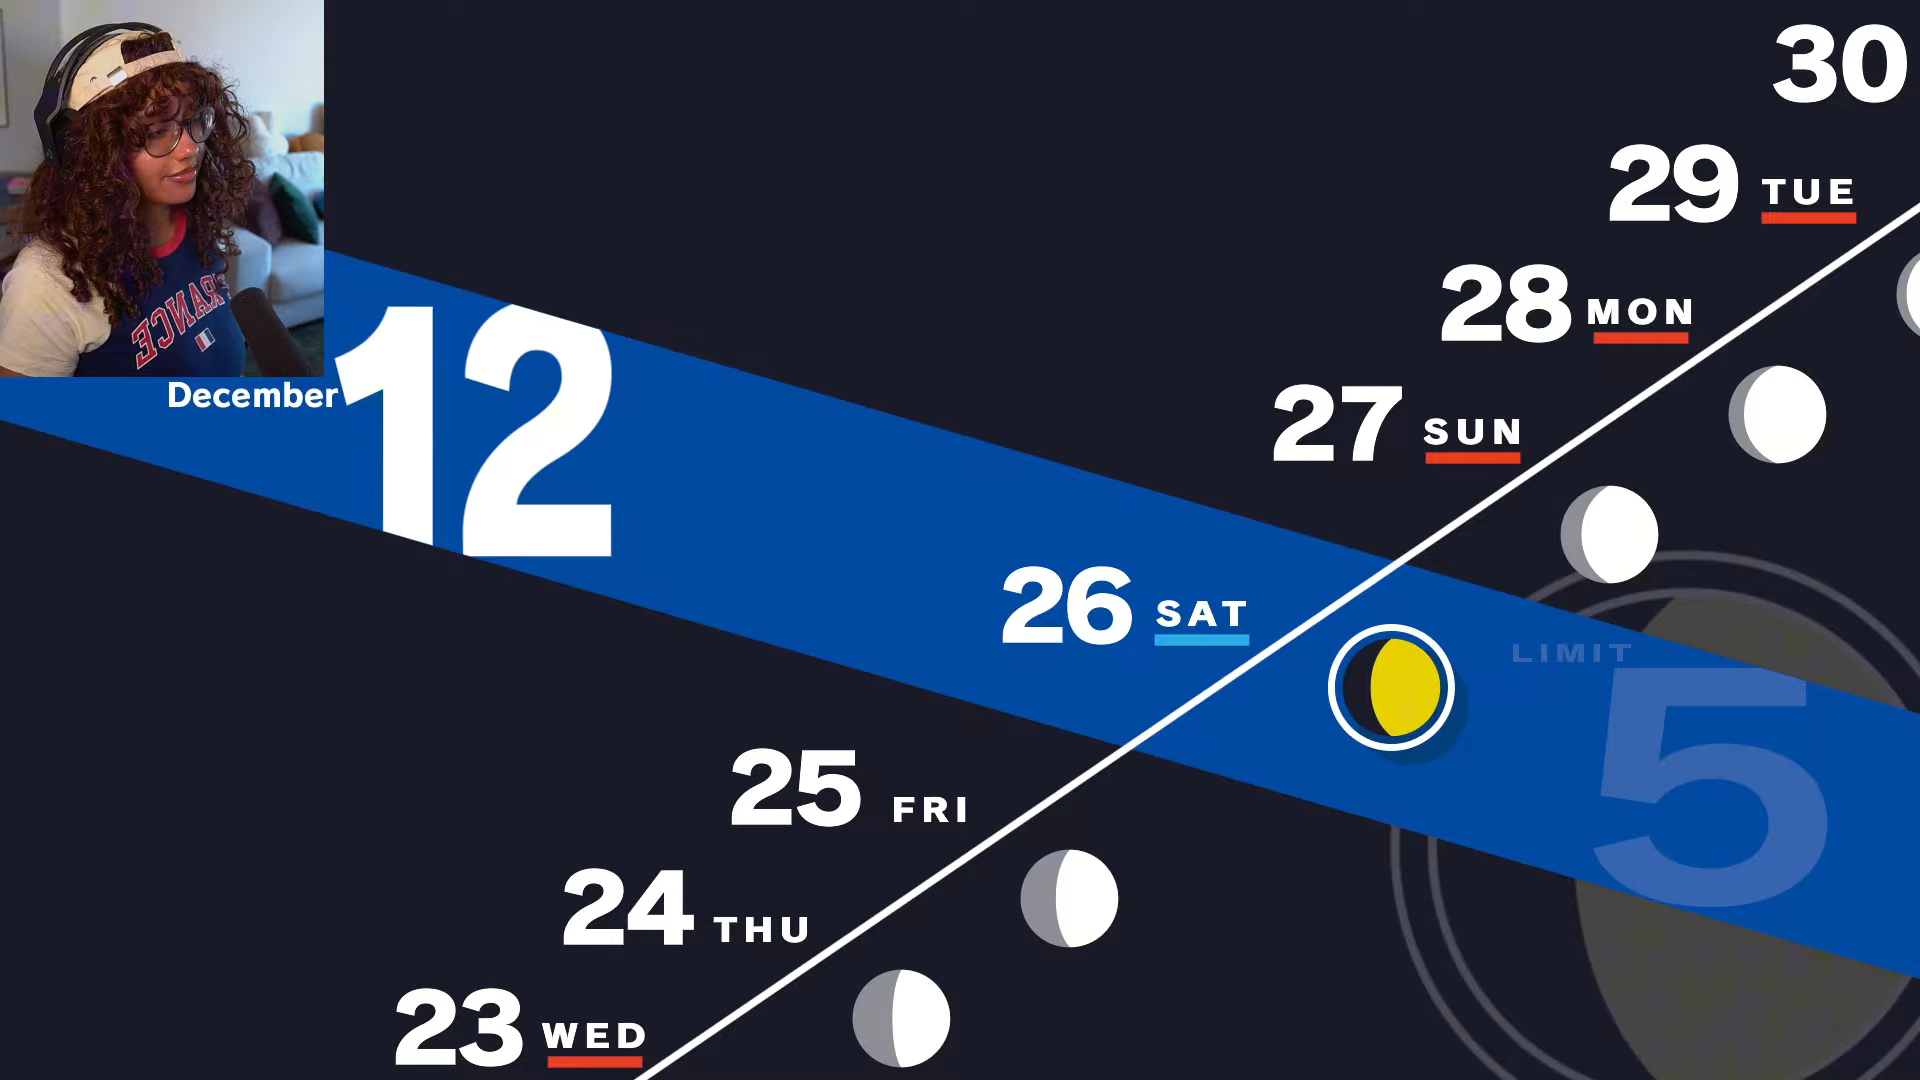 FRANCE
December
12
30
29 TUE
28 MON
27 SUN
26 SAT
LIMIT
5
25 FRI
24 THU
23 WED